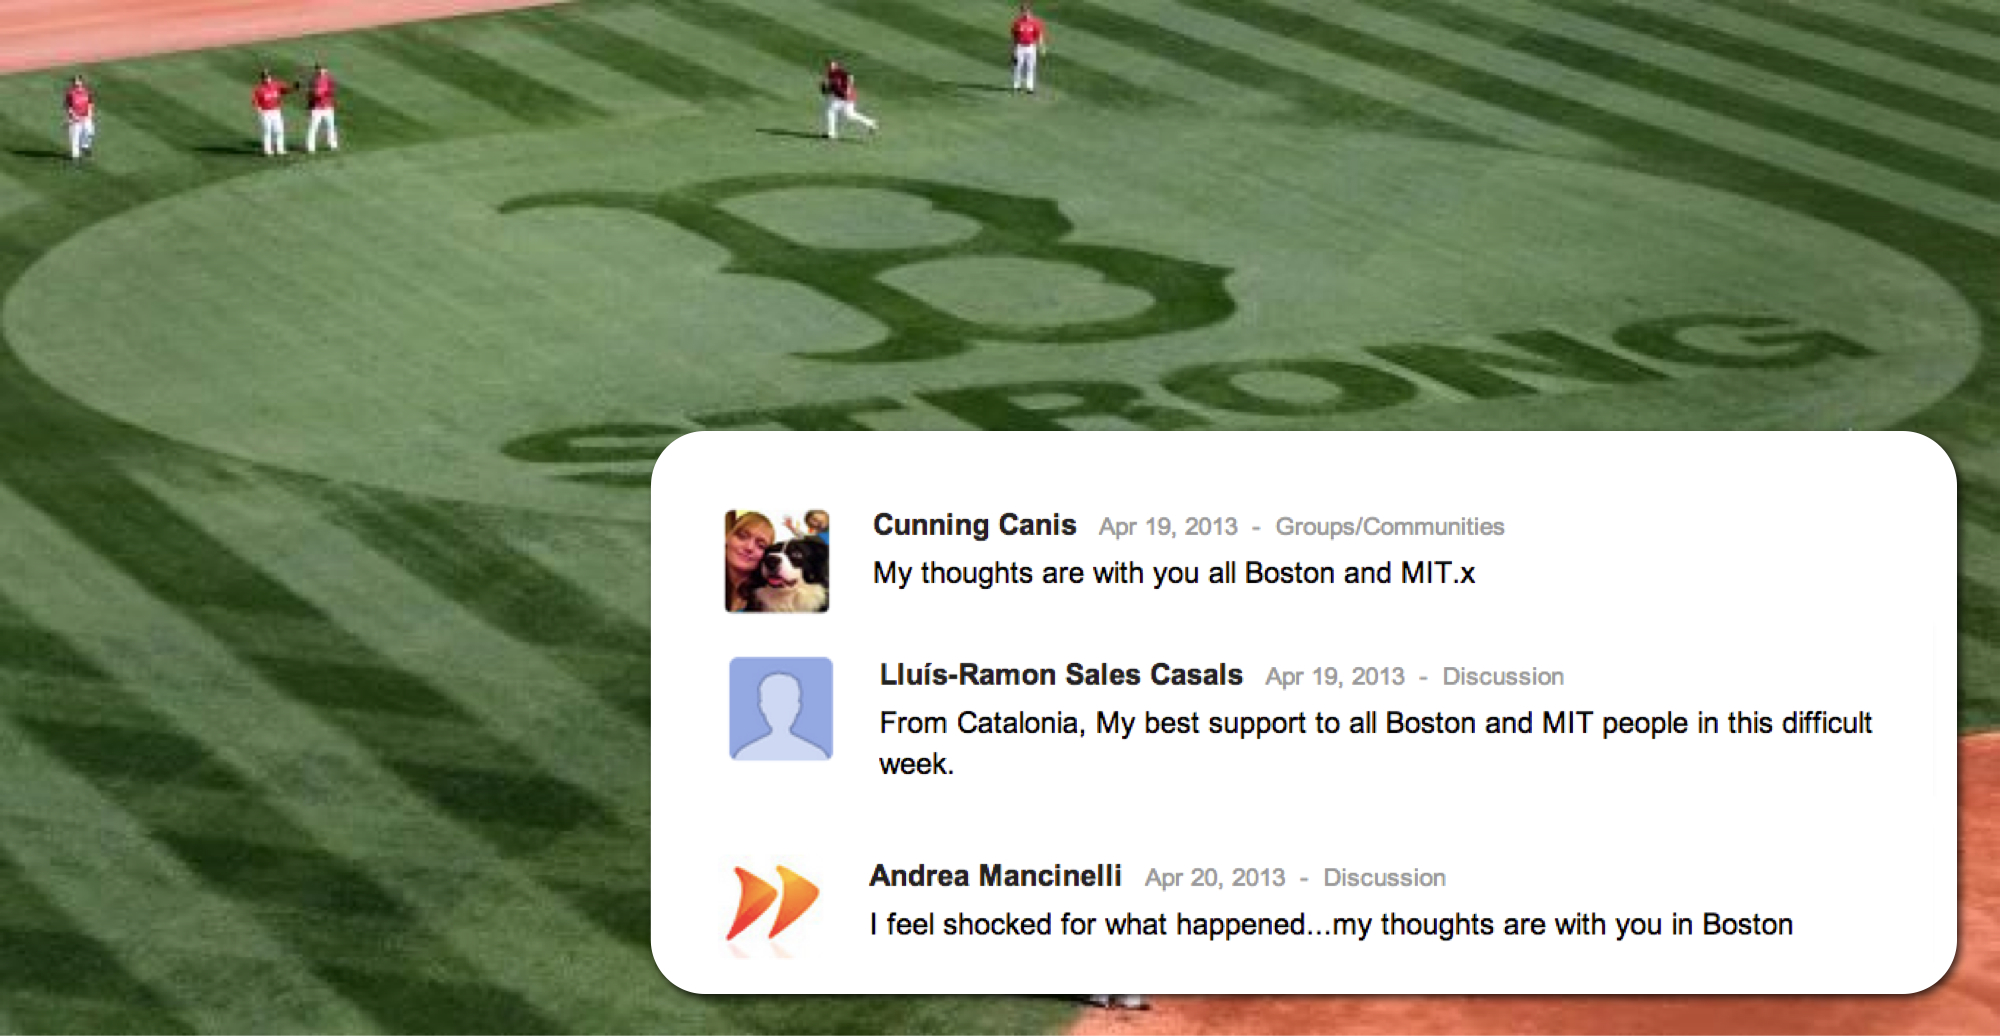 B
STRONG
Cunning Canis Apr 19, 2013 - Groups/Communities
My thoughts are with you all Boston and MIT.x
Lluís-Ramon Sales Casals Apr 19, 2013 - Discussion
From Catalonia, My best support to all Boston and MIT people in this difficult
week.
Andrea Mancinelli Apr 20, 2013 - Discussion
I feel shocked for what happened...my thoughts are with you in Boston